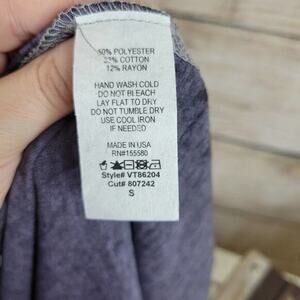 50% POLYESTER
38% COTTON
12% RAYON
HAND WASH COLD
DO NOT BLEACH
LAY FLAT TO DRY
DO NOT TUMBLE DRY
USE COOL IRON
IF NEEDED
MADE IN USA
RN#155580
Style# VT86204
Cut# 807242
S